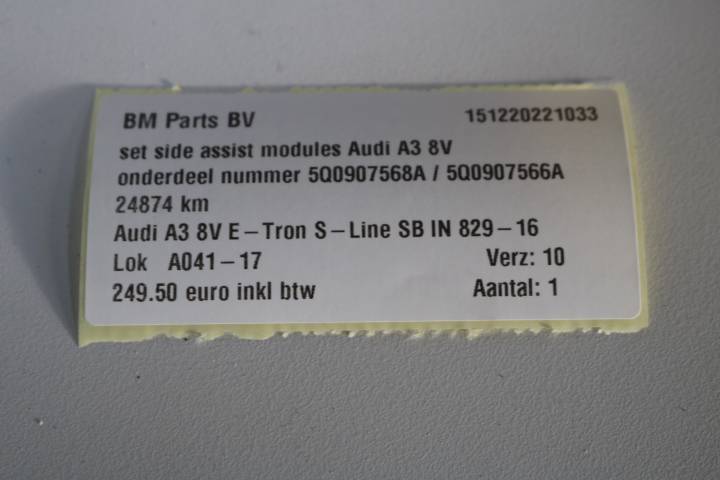 BM Parts BV 151220221033
set side assist modules Audi A3 8V
onderdeel nummer 5Q0907568A / 5Q0907566A
24874 km
Audi A3 8V E-Tron S-Line SB IN 829-16
Lok A041-17 Verz: 10
249.50 euro inkl btw Aantal: 1